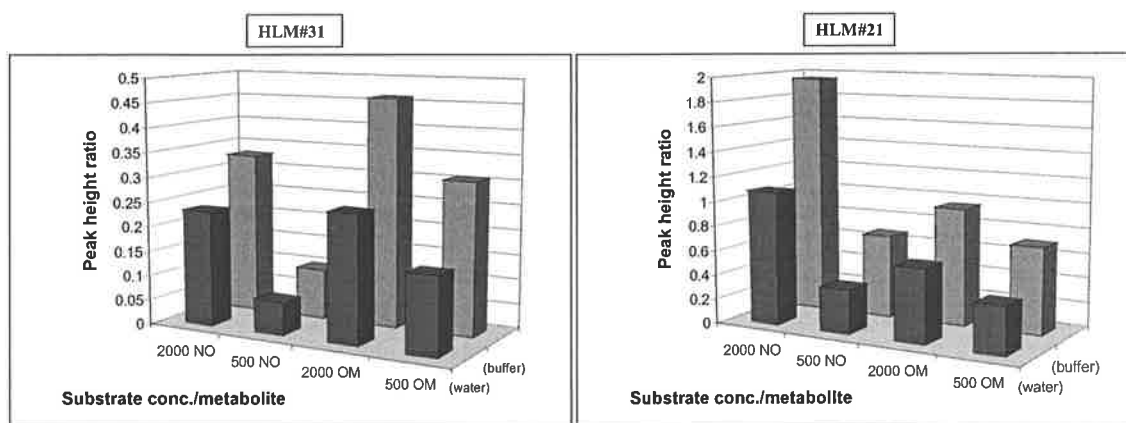 HLM#31
0.5
0.45
0.4
0.35
0.3
0.25
0.2
0.15
0.1
0.05
0
Peak height ratio
2000 NO
500 NO
2000 OM
500 OM
(buffer)
(water)
Substrate conc./metabolite
HLM#21
2
1.8
1.6
1.4
1.2
1
0.8
0.6
0.4
0.2
0
Peak height ratio
2000 NO
500 NO
2000 OM
500 OM
(buffer)
(water)
Substrate conc./metabolite